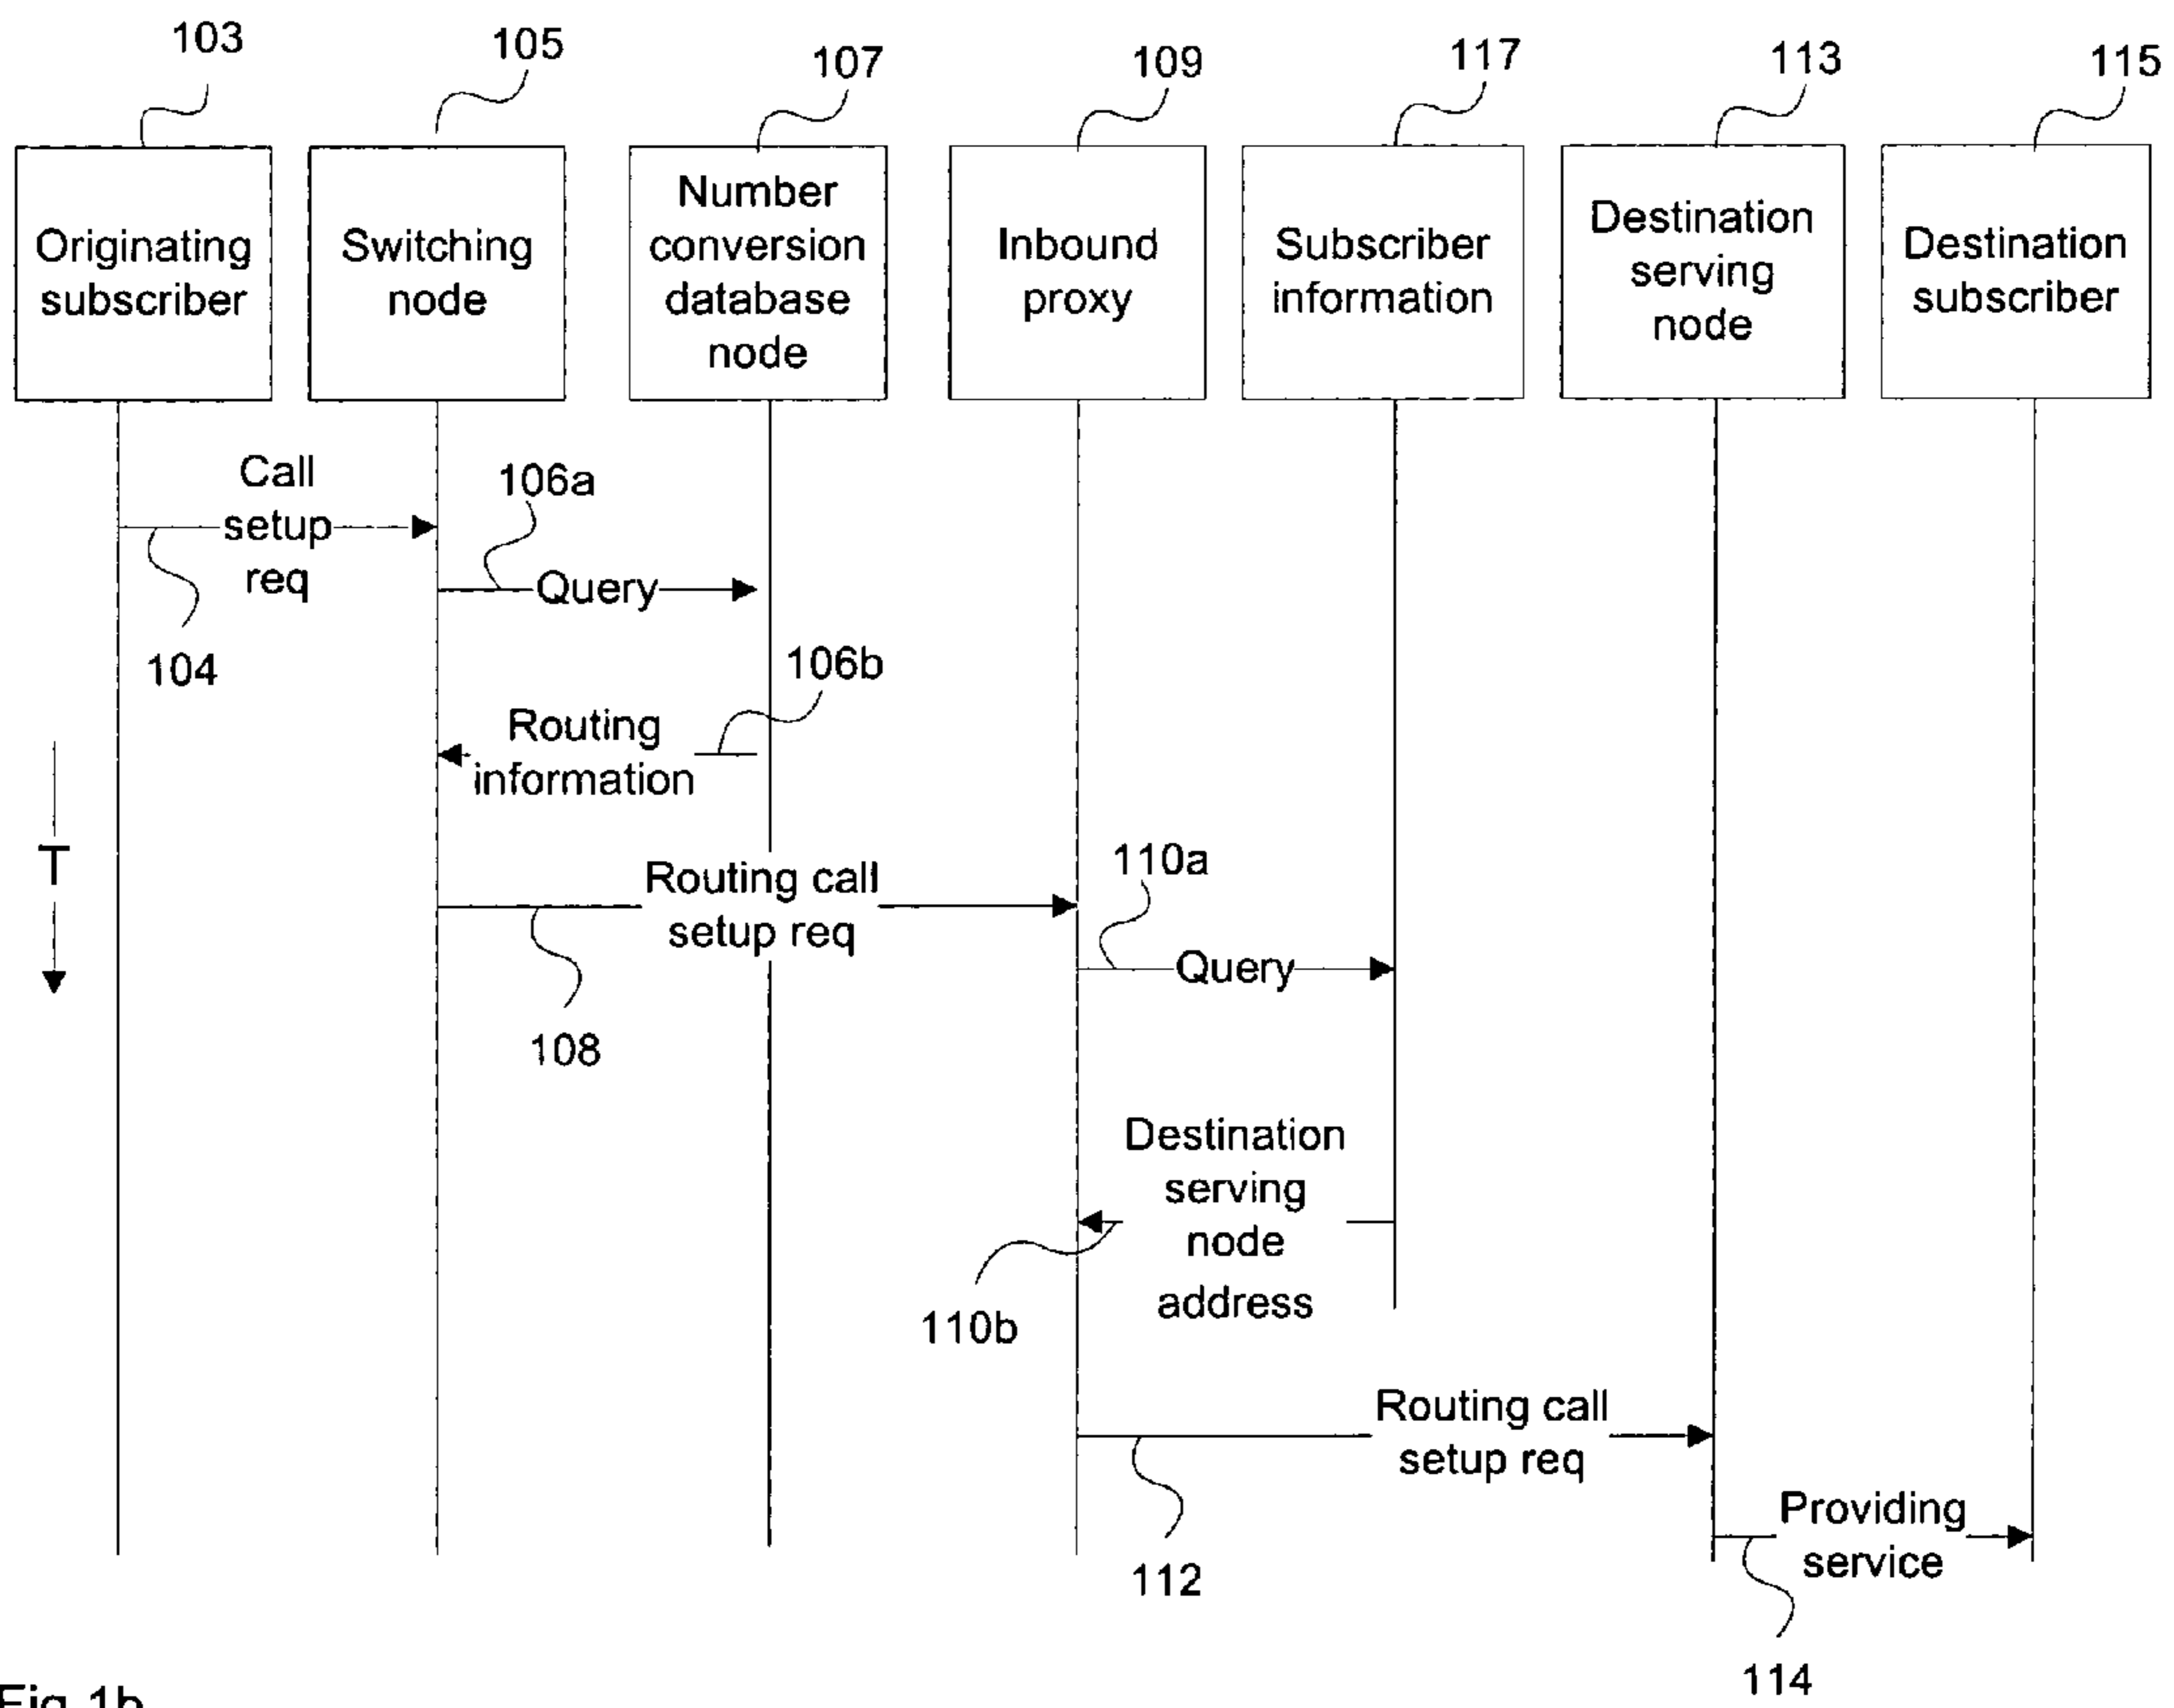 103
105
107
109
117
113
115
Originating
subscriber
Switching
node
Number
conversion
database
node
Inbound
proxy
Subscriber
information
Destination
serving
node
Destination
subscriber
Call
setup
req
104
106a
Query
106b
Routing
information
T
Routing call
setup req
108
110a
Query
Destination
serving
node
address
110b
Routing call
setup req
112
Providing
service
114
Fig 1b